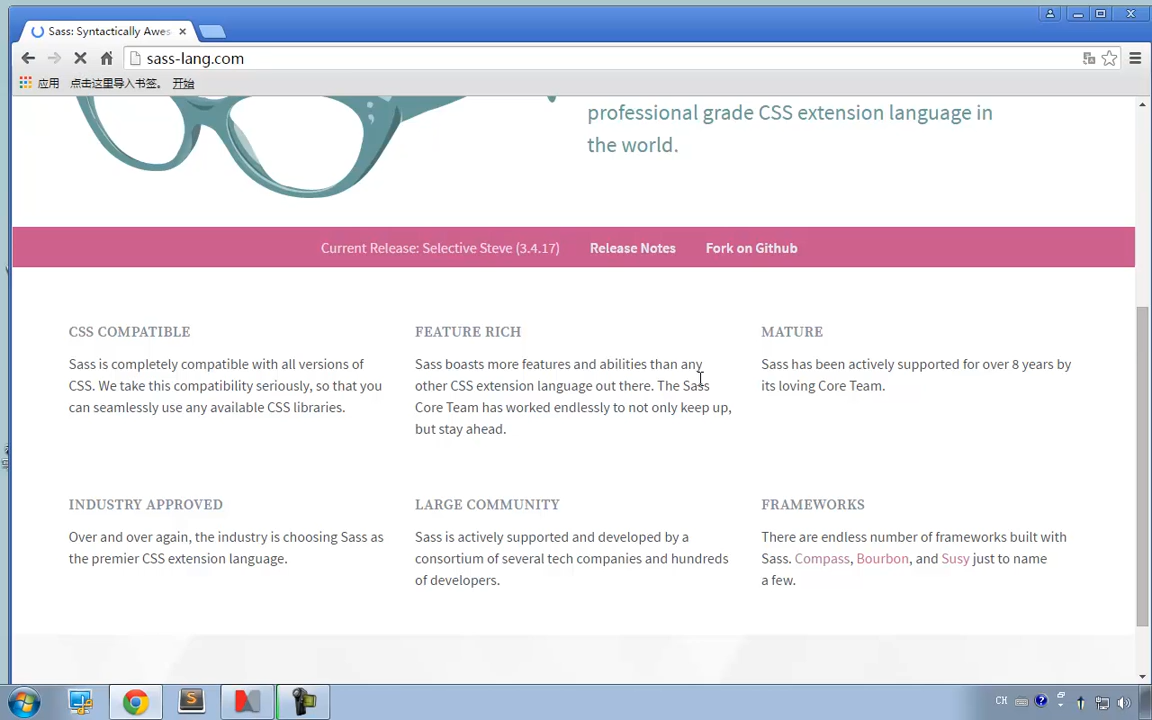 Sass: Syntactically Awes
sass-lang.com
应用 点击这里导入书签。 开始
professional grade CSS extension language in
the world.
Current Release: Selective Steve (3.4.17) Release Notes Fork on Github
CSS COMPATIBLE
Sass is completely compatible with all versions of
CSS. We take this compatibility seriously, so that you
can seamlessly use any available CSS libraries.
FEATURE RICH
Sass boasts more features and abilities than any
other CSS extension language out there. The Sass
Core Team has worked endlessly to not only keep up,
but stay ahead.
MATURE
Sass has been actively supported for over 8 years by
its loving Core Team.
INDUSTRY APPROVED
Over and over again, the industry is choosing Sass as
the premier CSS extension language.
LARGE COMMUNITY
Sass is actively supported and developed by a
consortium of several tech companies and hundreds
of developers.
FRAMEWORKS
There are endless number of frameworks built with
Sass. Compass, Bourbon, and Susy just to name
a few.
CH